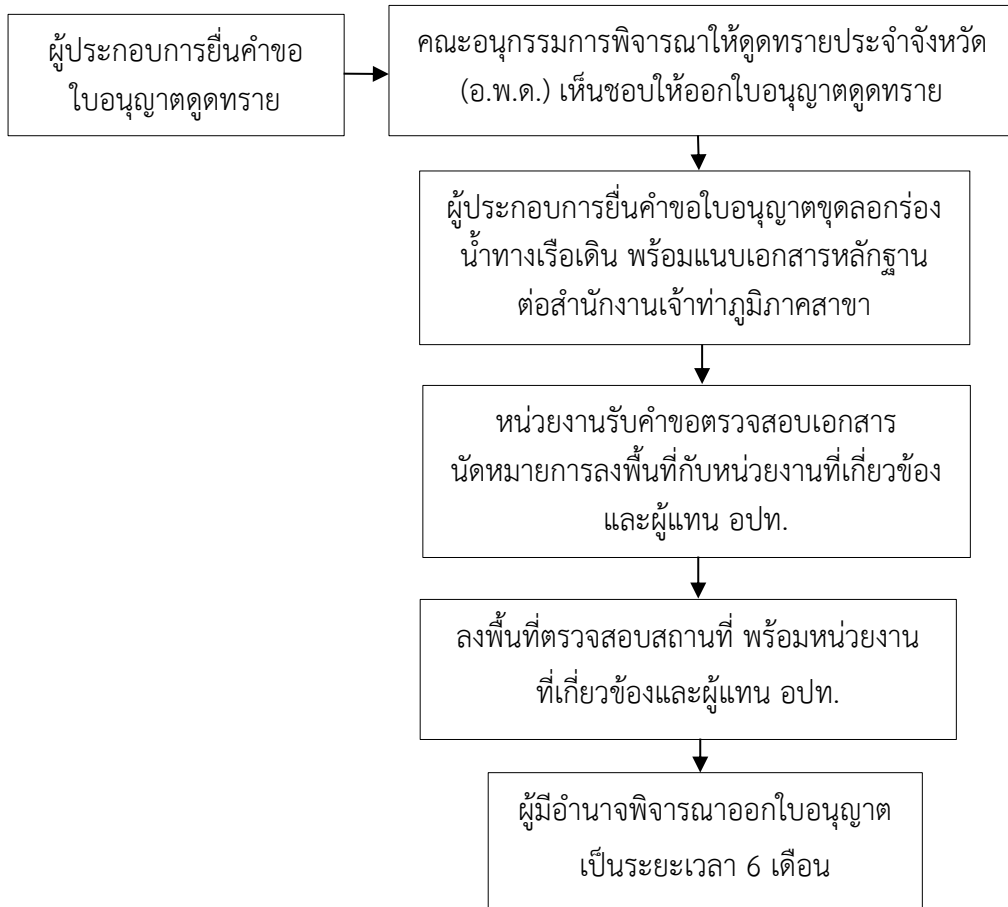 ผู้ประกอบการยื่นคำขอ
ใบอนุญาตดูดทราย
คณะอนุกรรมการพิจารณาให้ดูดทรายประจำจังหวัด
(อ.พ.ด.) เห็นชอบให้ออกใบอนุญาตดูดทราย
ผู้ประกอบการยื่นคำขอใบอนุญาตขุดลอกร่อง
น้ำทางเรือเดิน พร้อมแนบเอกสารหลักฐาน
ต่อสำนักงานเจ้าท่าภูมิภาคสาขา
หน่วยงานรับคำขอตรวจสอบเอกสาร
นัดหมายการลงพื้นที่กับหน่วยงานที่เกี่ยวข้อง
และผู้แทน อปท.
ลงพื้นที่ตรวจสอบสถานที่ พร้อมหน่วยงาน
ที่เกี่ยวข้องและผู้แทน อปท.
ผู้มีอำนาจพิจารณาออกใบอนุญาต
เป็นระยะเวลา 6 เดือน